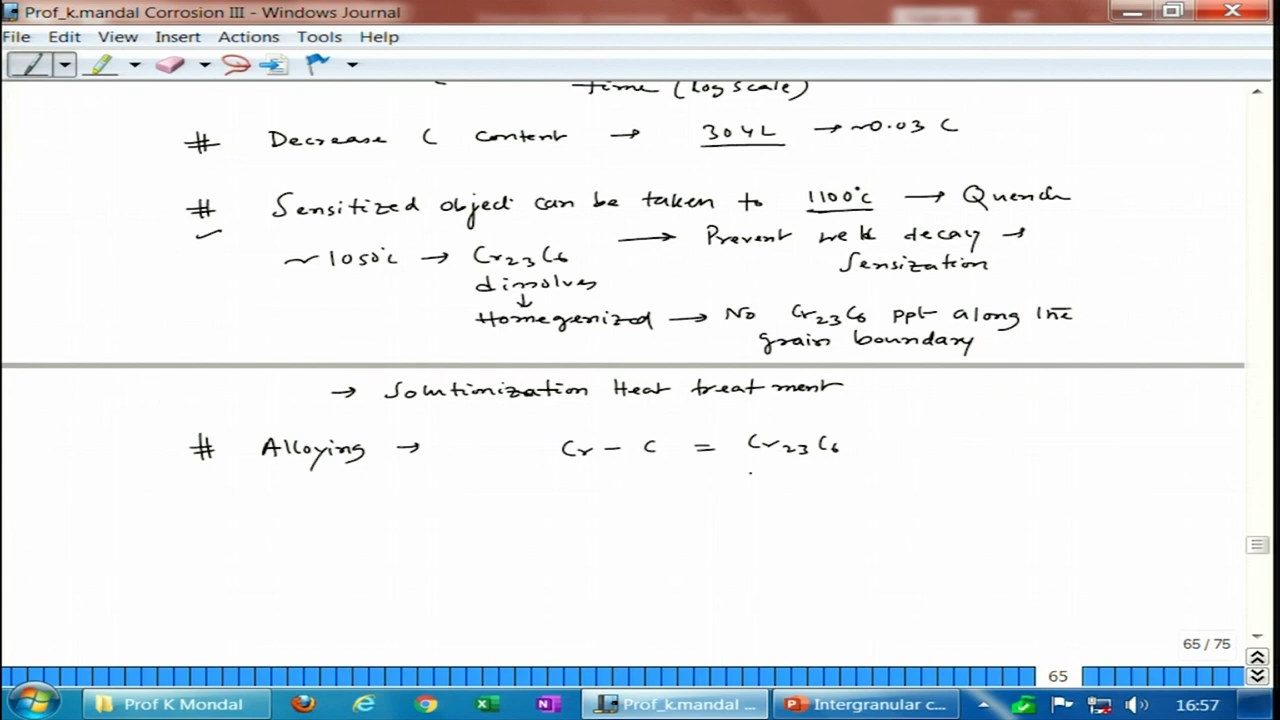 Prof_k.mandal Corrosion III - Windows Journal
File Edit View Insert Actions Tools Help
Time (Log scale)
# Decrease C content → 304L → ~0.03 C
# Sensitized object can be taken to 1100°C → Quench
→ Prevent weld decay →
Sensization
~1050°C → Cr23C6
dissolves
↓
Homegenized → No Cr23C6 ppt along the
grain boundary
→ Solutionization Heat treatment
# Alloying → Cr - C = Cr23C6
65 / 75
65
Prof K Mondal
Prof_k.mandal ...
Intergranular c...
16:57